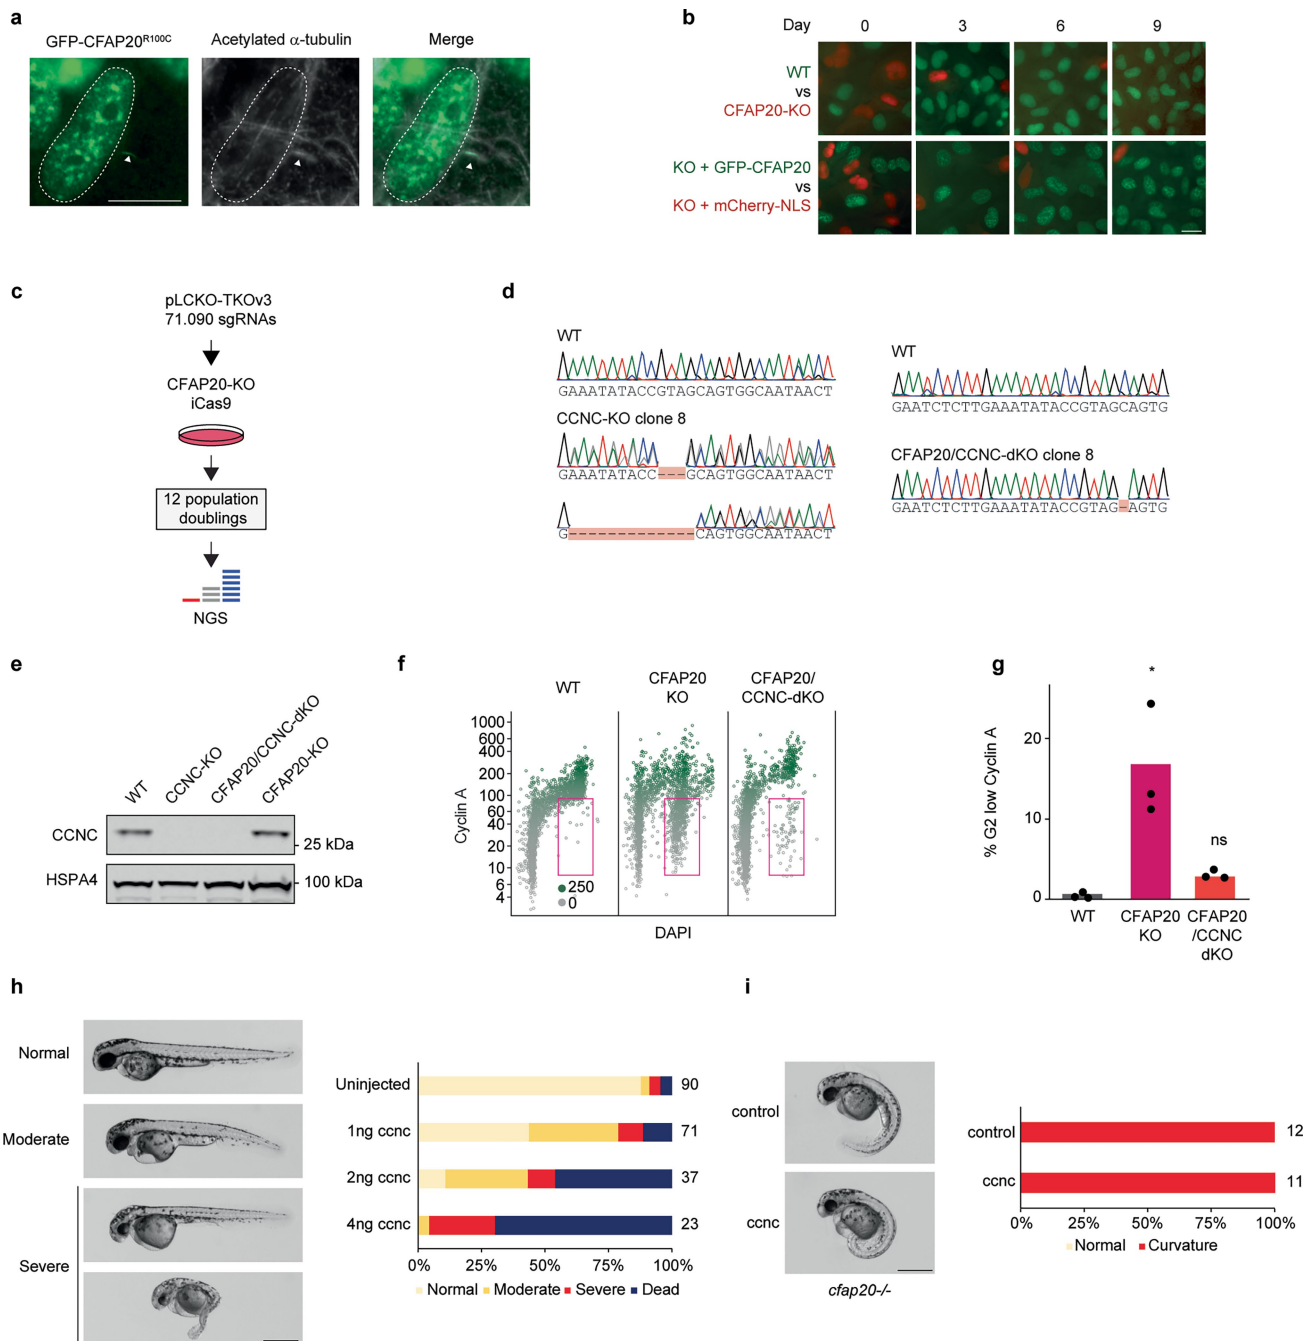 a
GFP-CFAP20R100C
Acetylated α-tubulin
Merge
b
Day
0
3
6
9
WT
vs
CFAP20-KO
KO + GFP-CFAP20
vs
KO + mCherry-NLS
c
pLCKO-TKOv3
71.090 sgRNAs
CFAP20-KO
iCas9
12 population
doublings
NGS
d
WT
GAAATATACCGTAGCAGTGGCAATAACT
CCNC-KO clone 8
GAAATATACC---GCAGTGGCAATAACT
G-------------CAGTGGCAATAACT
WT
GAATCTCTTGAAATATACCGTAGCAGTG
CFAP20/CCNC-dKO clone 8
GAATCTCTTGAAATATACCGTAG-AGTG
e
WT
CCNC-KO
CFAP20/CCNC-dKO
CFAP20-KO
CCNC
25 kDa
HSPA4
100 kDa
f
WT
CFAP20
KO
CFAP20/
CCNC-dKO
Cyclin A
1000
600
400
200
100
60
40
20
10
6
4
250
0
DAPI
g
% G2 low Cyclin A
20
10
0
*
ns
WT
CFAP20
KO
CFAP20
/CCNC
dKO
h
Normal
Moderate
Severe
Uninjected
90
1ng ccnc
71
2ng ccnc
37
4ng ccnc
23
0%
25%
50%
75%
100%
Normal
Moderate
Severe
Dead
i
control
ccnc
cfap20-/-
control
12
ccnc
11
0%
25%
50%
75%
100%
Normal
Curvature